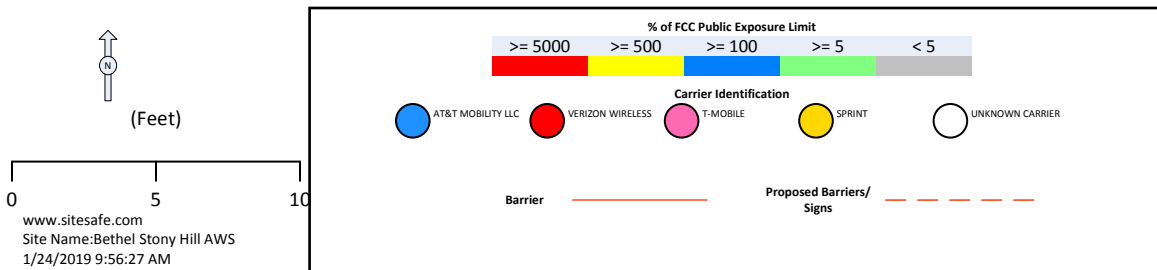 N
(Feet)
0 5 10
www.sitesafe.com
Site Name:Bethel Stony Hill AWS
1/24/2019 9:56:27 AM
% of FCC Public Exposure Limit
>= 5000 >= 500 >= 100 >= 5 < 5
Carrier Identification
AT&T MOBILITY LLC VERIZON WIRELESS T-MOBILE SPRINT UNKNOWN CARRIER
Barrier
Proposed Barriers/
Signs